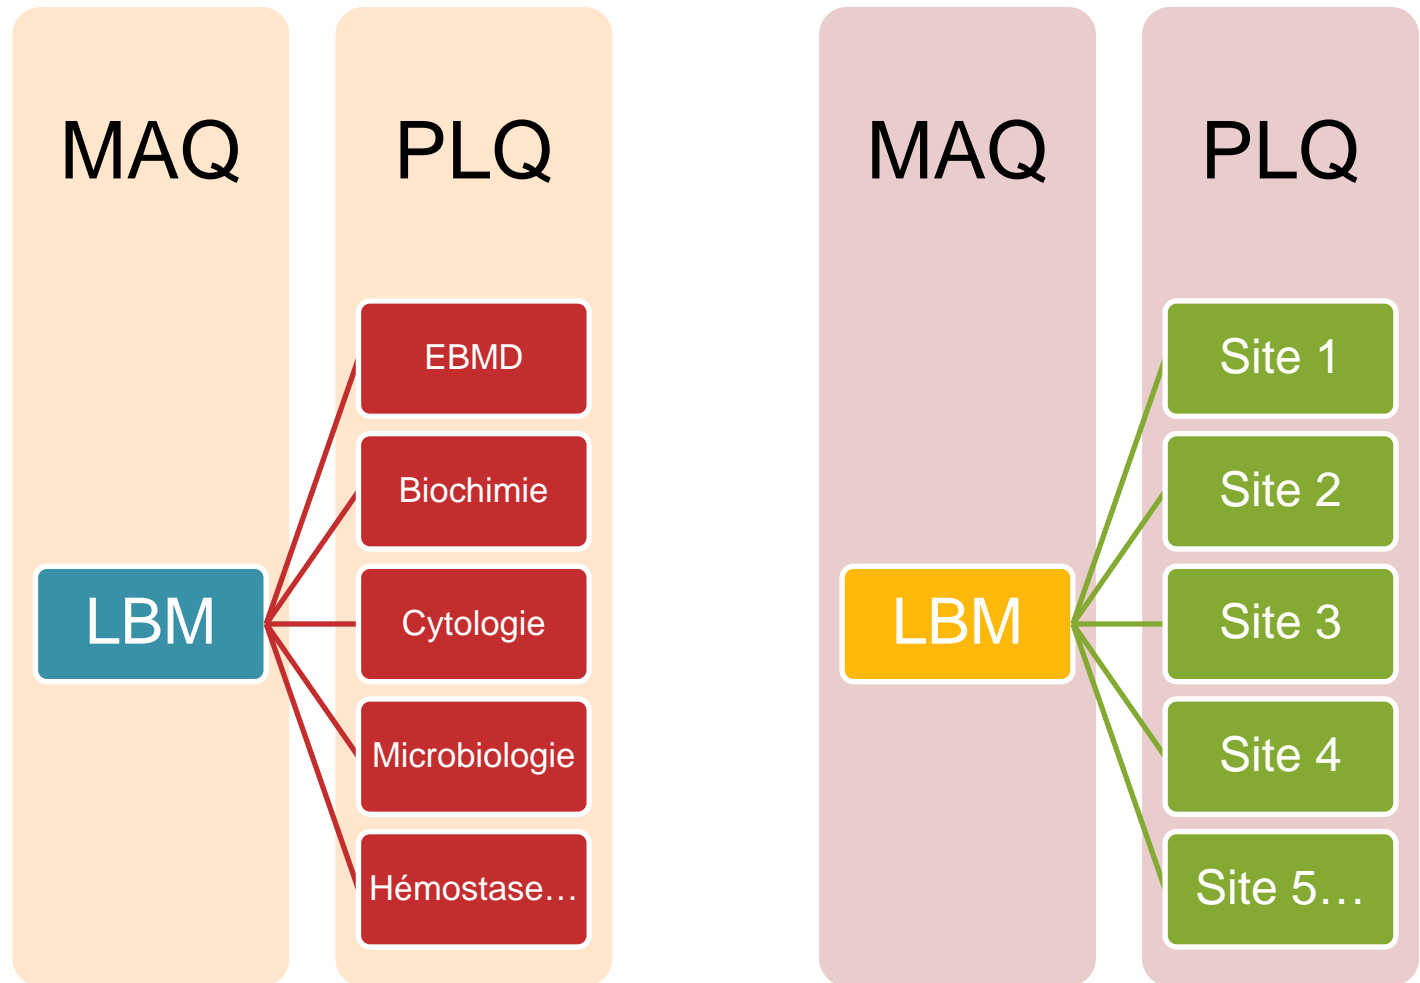 MAQ
PLQ
LBM
EBMD
Biochimie
Cytologie
Microbiologie
Hémostase…
MAQ
PLQ
LBM
Site 1
Site 2
Site 3
Site 4
Site 5…